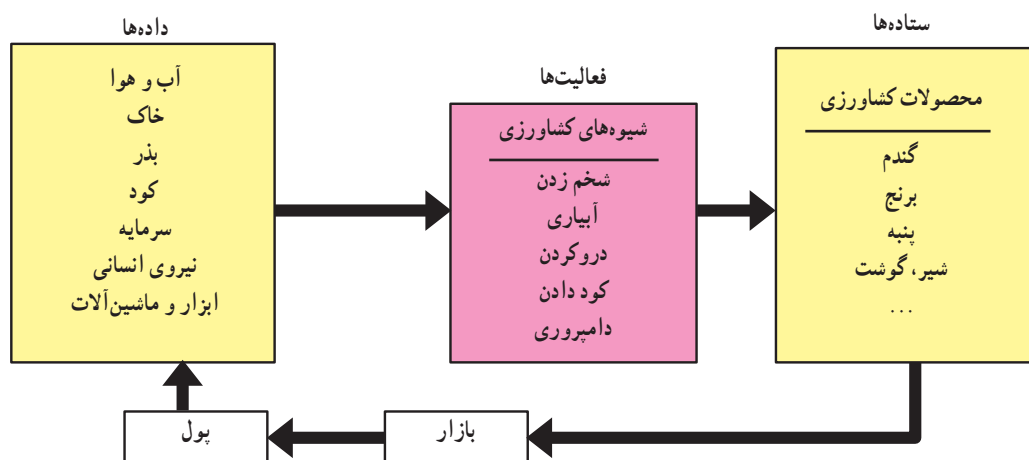 داده‌ها
آب و هوا
خاک
بذر
کود
سرمایه
نیروی انسانی
ابزار و ماشین‌آلات
فعالیت‌ها
شیوه‌های کشاورزی
شخم زدن
آبیاری
دروکردن
کود دادن
دامپروری
ستاده‌ها
محصولات کشاورزی
گندم
برنج
پنبه
شیر، گوشت
...
بازار
پول